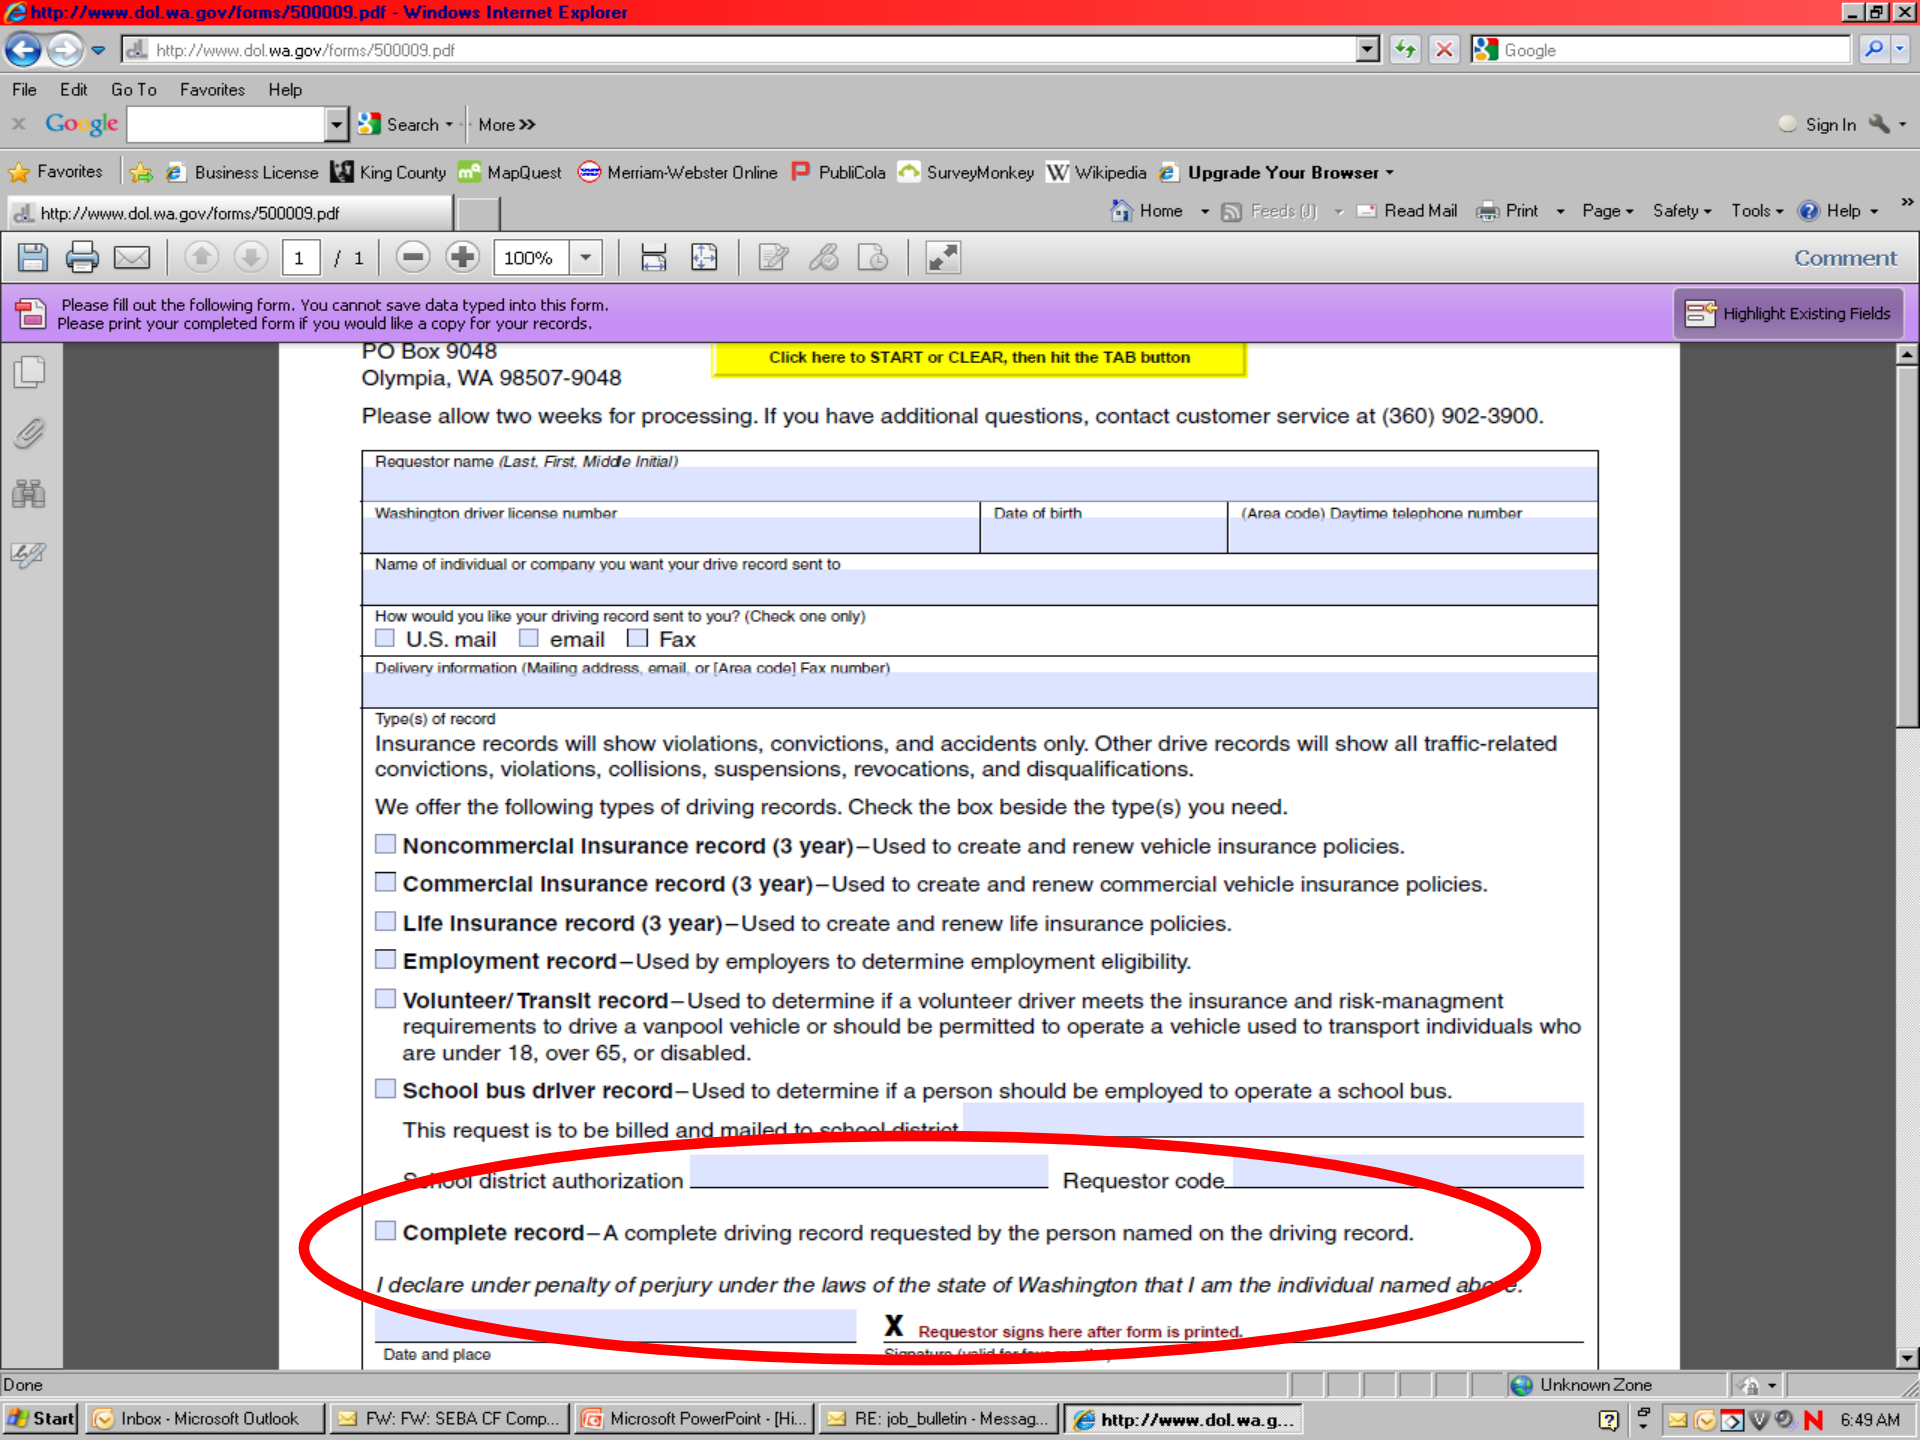 http://www.dol.wa.gov/forms/500009.pdf - Windows Internet Explorer
http://www.dol.wa.gov/forms/500009.pdf
Google
File Edit Go To Favorites Help
x Google Search More >>
Sign In
Favorites Business License King County MapQuest Merriam-Webster Online PubliCola SurveyMonkey Wikipedia Upgrade Your Browser
http://www.dol.wa.gov/forms/500009.pdf
Home Feeds (J) Read Mail Print Page Safety Tools Help >>
1 / 1 100% Comment
Please fill out the following form. You cannot save data typed into this form.
Please print your completed form if you would like a copy for your records.
Highlight Existing Fields
PO Box 9048
Olympia, WA 98507-9048
Click here to START or CLEAR, then hit the TAB button
Please allow two weeks for processing. If you have additional questions, contact customer service at (360) 902-3900.
Requestor name (Last, First, Middle Initial)
Washington driver license number Date of birth (Area code) Daytime telephone number
Name of individual or company you want your drive record sent to
How would you like your driving record sent to you? (Check one only)
U.S. mail email Fax
Delivery information (Mailing address, email, or [Area code] Fax number)
Type(s) of record
Insurance records will show violations, convictions, and accidents only. Other drive records will show all traffic-related
convictions, violations, collisions, suspensions, revocations, and disqualifications.
We offer the following types of driving records. Check the box beside the type(s) you need.
Noncommercial Insurance record (3 year)–Used to create and renew vehicle insurance policies.
Commercial Insurance record (3 year)–Used to create and renew commercial vehicle insurance policies.
Life Insurance record (3 year)–Used to create and renew life insurance policies.
Employment record–Used by employers to determine employment eligibility.
Volunteer/Transit record–Used to determine if a volunteer driver meets the insurance and risk-managment
requirements to drive a vanpool vehicle or should be permitted to operate a vehicle used to transport individuals who
are under 18, over 65, or disabled.
School bus driver record–Used to determine if a person should be employed to operate a school bus.
This request is to be billed and mailed to school district
School district authorization Requestor code
Complete record–A complete driving record requested by the person named on the driving record.
I declare under penalty of perjury under the laws of the state of Washington that I am the individual named above.
X Requestor signs here after form is printed.
Date and place Signature (valid for
Done Unknown Zone
Start Inbox - Microsoft Outlook FW: FW: SEBA CF Comp... Microsoft PowerPoint - [Hi... RE: job_bulletin - Messag... http://www.dol.wa.g... 6:49 AM